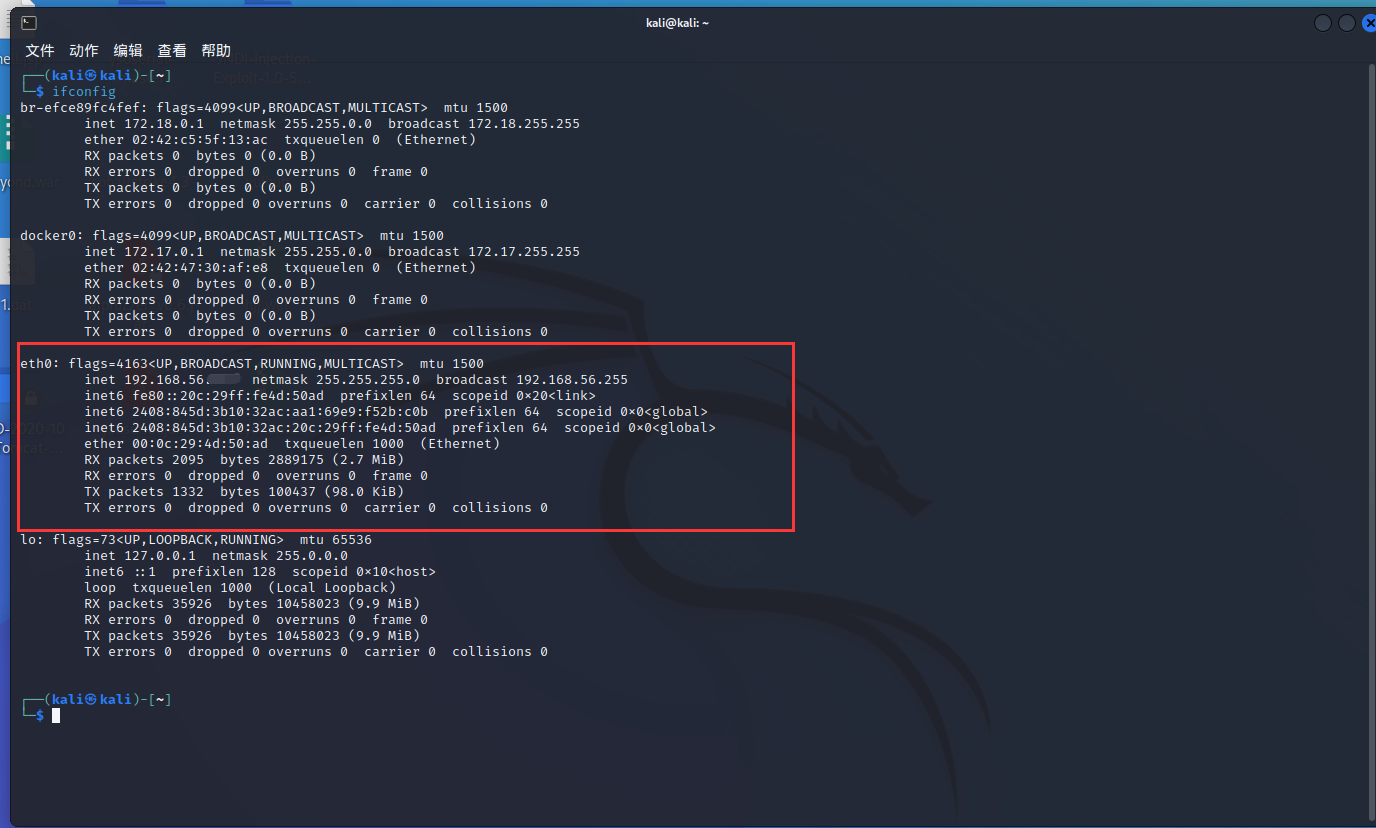 kali@kali: ~
文件 动作 编辑 查看 帮助
┌──(kali㉿kali)-[~]
└─$ ifconfig
br-efce89fc4fef: flags=4099<UP,BROADCAST,MULTICAST>  mtu 1500
        inet 172.18.0.1  netmask 255.255.0.0  broadcast 172.18.255.255
        ether 02:42:c5:5f:13:ac  txqueuelen 0  (Ethernet)
        RX packets 0  bytes 0 (0.0 B)
        RX errors 0  dropped 0  overruns 0  frame 0
        TX packets 0  bytes 0 (0.0 B)
        TX errors 0  dropped 0 overruns 0  carrier 0  collisions 0
docker0: flags=4099<UP,BROADCAST,MULTICAST>  mtu 1500
        inet 172.17.0.1  netmask 255.255.0.0  broadcast 172.17.255.255
        ether 02:42:47:30:af:e8  txqueuelen 0  (Ethernet)
        RX packets 0  bytes 0 (0.0 B)
        RX errors 0  dropped 0  overruns 0  frame 0
        TX packets 0  bytes 0 (0.0 B)
        TX errors 0  dropped 0 overruns 0  carrier 0  collisions 0
eth0: flags=4163<UP,BROADCAST,RUNNING,MULTICAST>  mtu 1500
        inet 192.168.56.  netmask 255.255.255.0  broadcast 192.168.56.255
        inet6 fe80::20c:29ff:fe4d:50ad  prefixlen 64  scopeid 0×20<link>
        inet6 2408:845d:3b10:32ac:aa1:69e9:f52b:c0b  prefixlen 64  scopeid 0×0<global>
        inet6 2408:845d:3b10:32ac:20c:29ff:fe4d:50ad  prefixlen 64  scopeid 0×0<global>
        ether 00:0c:29:4d:50:ad  txqueuelen 1000  (Ethernet)
        RX packets 2095  bytes 2889175 (2.7 MiB)
        RX errors 0  dropped 0  overruns 0  frame 0
        TX packets 1332  bytes 100437 (98.0 KiB)
        TX errors 0  dropped 0 overruns 0  carrier 0  collisions 0
lo: flags=73<UP,LOOPBACK,RUNNING>  mtu 65536
        inet 127.0.0.1  netmask 255.0.0.0
        inet6 ::1  prefixlen 128  scopeid 0×10<host>
        loop  txqueuelen 1000  (Local Loopback)
        RX packets 35926  bytes 10458023 (9.9 MiB)
        RX errors 0  dropped 0  overruns 0  frame 0
        TX packets 35926  bytes 10458023 (9.9 MiB)
        TX errors 0  dropped 0 overruns 0  carrier 0  collisions 0
┌──(kali㉿kali)-[~]
└─$